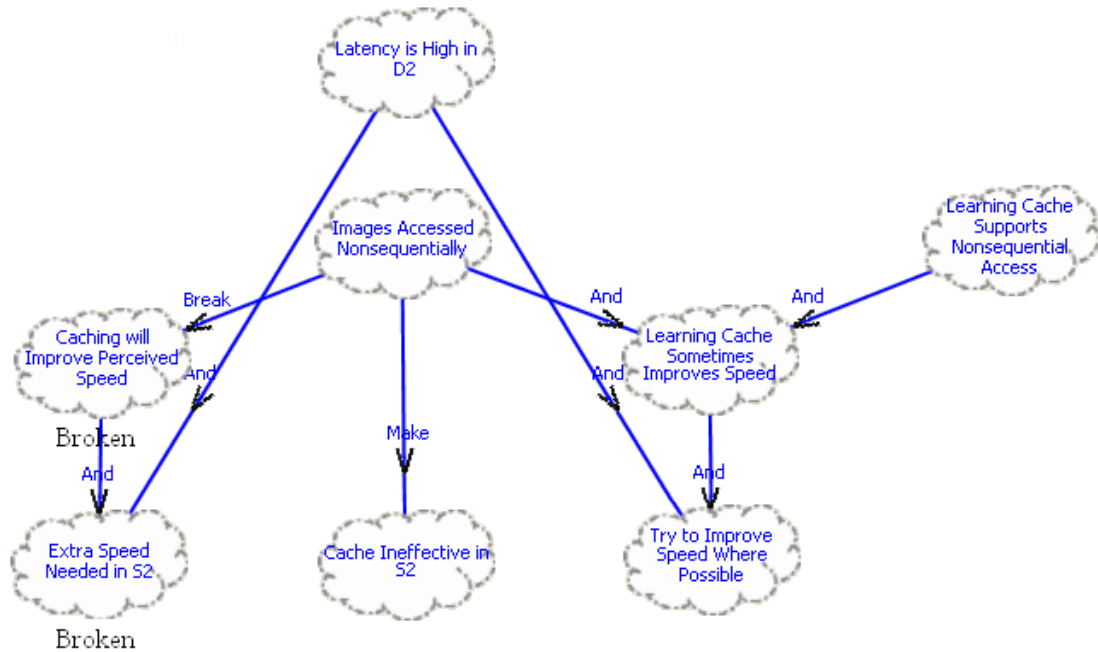 Latency is High in
D2
Images Accessed
Nonsequentially
Learning Cache
Supports
Nonsequential
Access
Break
And
And
Caching will
Improve Perceived
Speed
Learning Cache
Sometimes
Improves Speed
And
And
Broken
Make
And
And
Extra Speed
Needed in S2
Cache Ineffective in
S2
Try to Improve
Speed Where
Possible
Broken